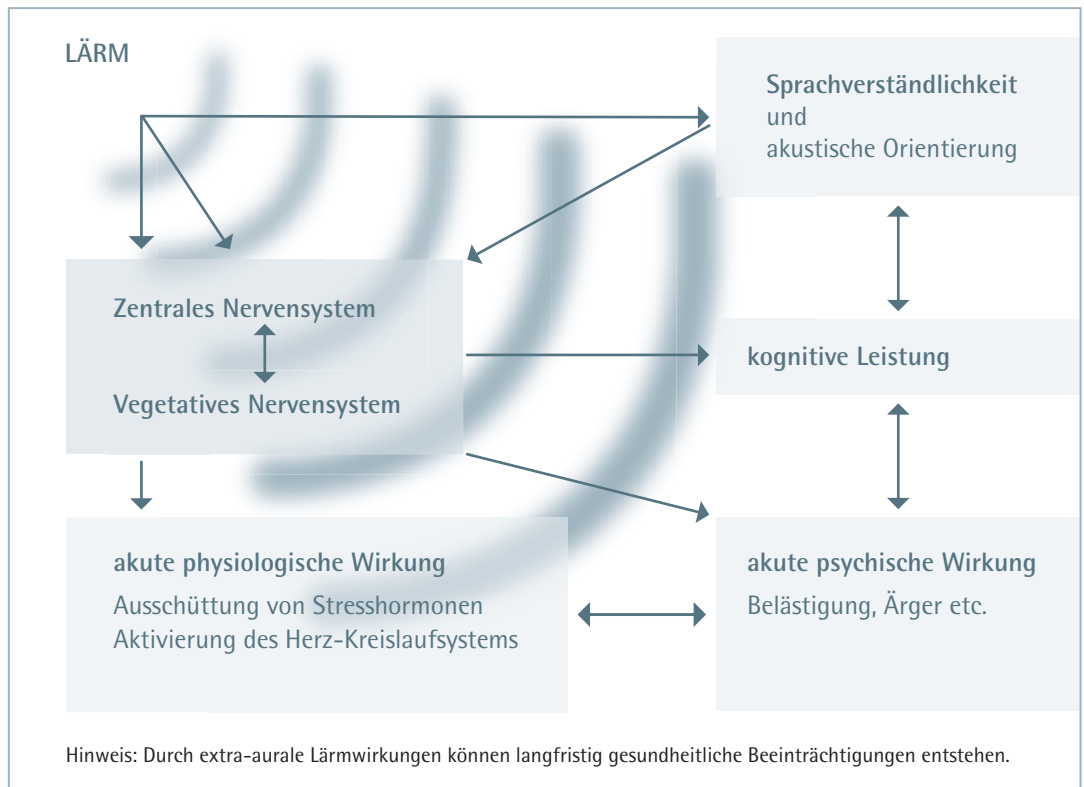 LÄRM
Sprachverständlichkeit
und
akustische Orientierung
Zentrales Nervensystem
Vegetatives Nervensystem
kognitive Leistung
akute physiologische Wirkung
Ausschüttung von Stresshormonen
Aktivierung des Herz-Kreislaufsystems
akute psychische Wirkung
Belästigung, Ärger etc.
Hinweis: Durch extra-aurale Lärmwirkungen können langfristig gesundheitliche Beeinträchtigungen entstehen.